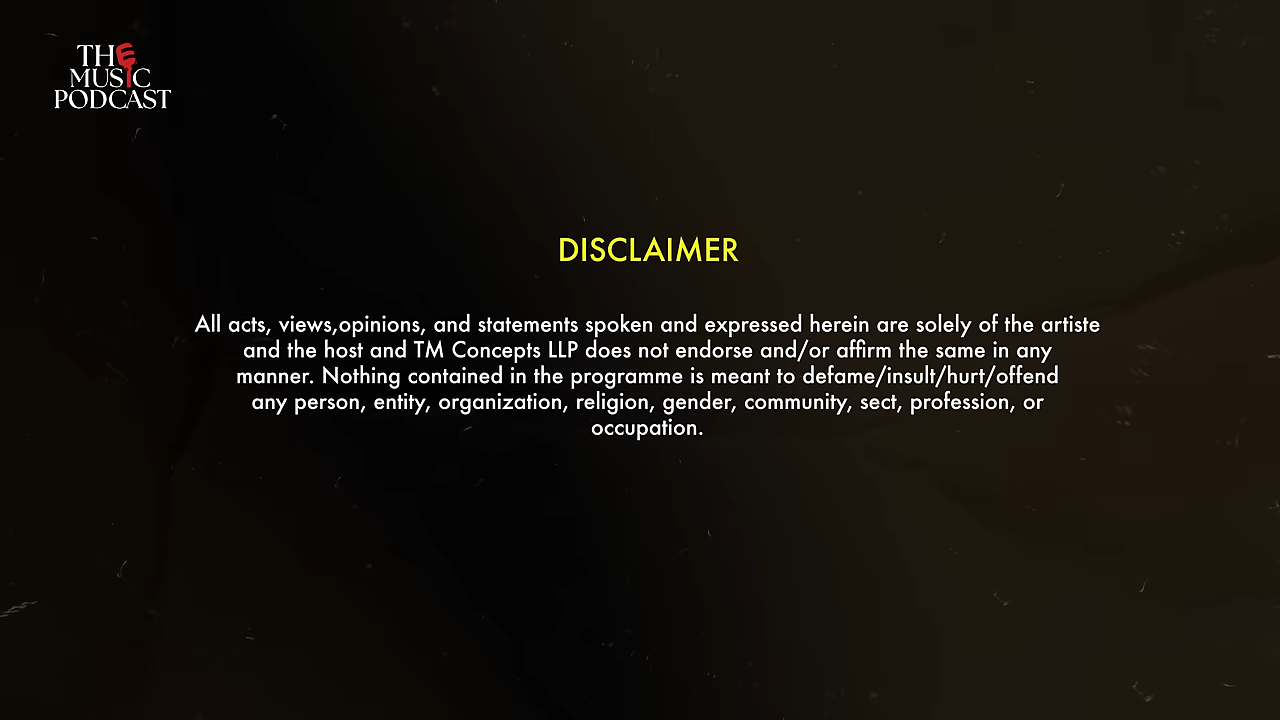 THE
MUSIC
PODCAST
DISCLAIMER
All acts, views,opinions, and statements spoken and expressed herein are solely of the artiste
and the host and TM Concepts LLP does not endorse and/or affirm the same in any
manner. Nothing contained in the programme is meant to defame/insult/hurt/offend
any person, entity, organization, religion, gender, community, sect, profession, or
occupation.